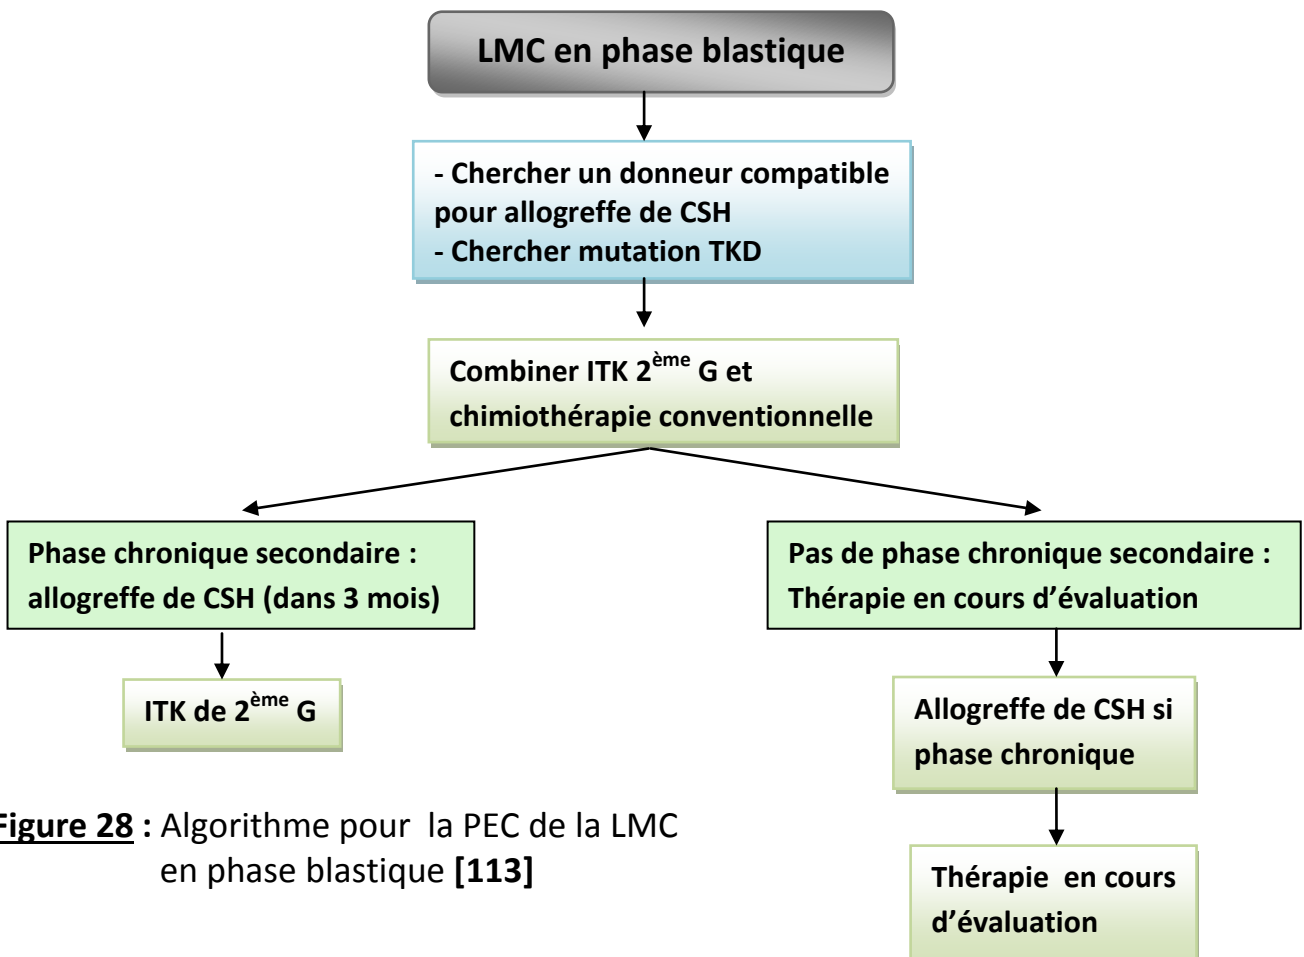 LMC en phase blastique
- Chercher un donneur compatible
pour allogreffe de CSH
- Chercher mutation TKD
Combiner ITK 2ème G et
chimiothérapie conventionnelle
Phase chronique secondaire :
allogreffe de CSH (dans 3 mois)
ITK de 2ème G
Pas de phase chronique secondaire :
Thérapie en cours d’évaluation
Allogreffe de CSH si
phase chronique
Thérapie en cours
d’évaluation
Figure 28 : Algorithme pour la PEC de la LMC
en phase blastique [113]